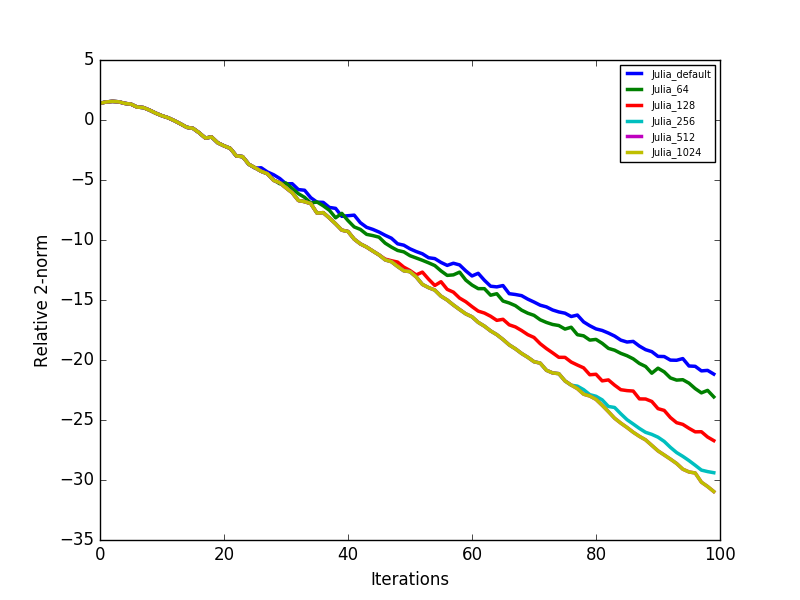 5
0
−5
−10
−15
−20
−25
−30
−35
Relative 2-norm
0 20 40 60 80 100
Iterations
Julia_default
Julia_64
Julia_128
Julia_256
Julia_512
Julia_1024